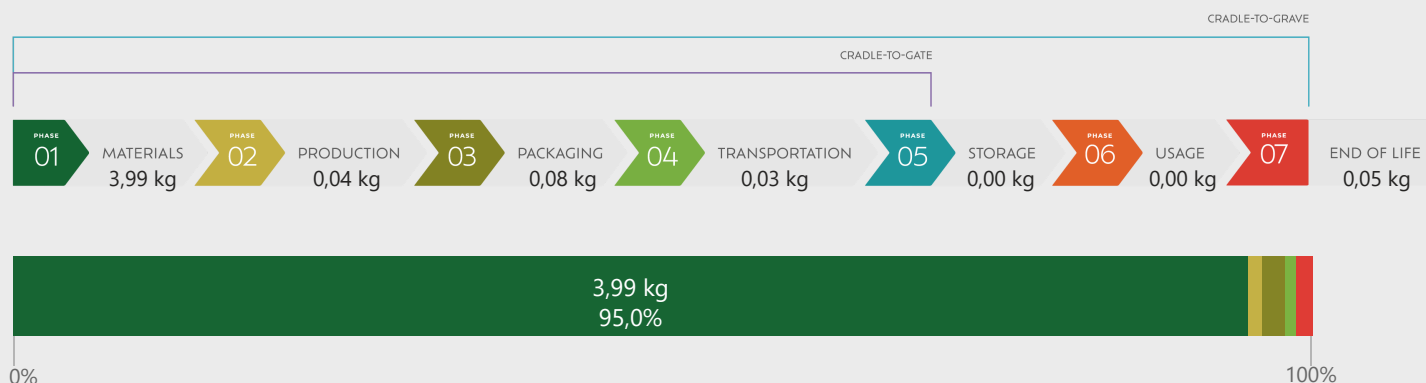 CRADLE-TO-GRAVE
CRADLE-TO-GATE
PHASE
01
MATERIALS
3,99 kg
PHASE
02
PRODUCTION
0,04 kg
PHASE
03
PACKAGING
0,08 kg
PHASE
04
TRANSPORTATION
0,03 kg
PHASE
05
STORAGE
0,00 kg
PHASE
06
USAGE
0,00 kg
PHASE
07
END OF LIFE
0,05 kg
3,99 kg
95,0%
0%
100%